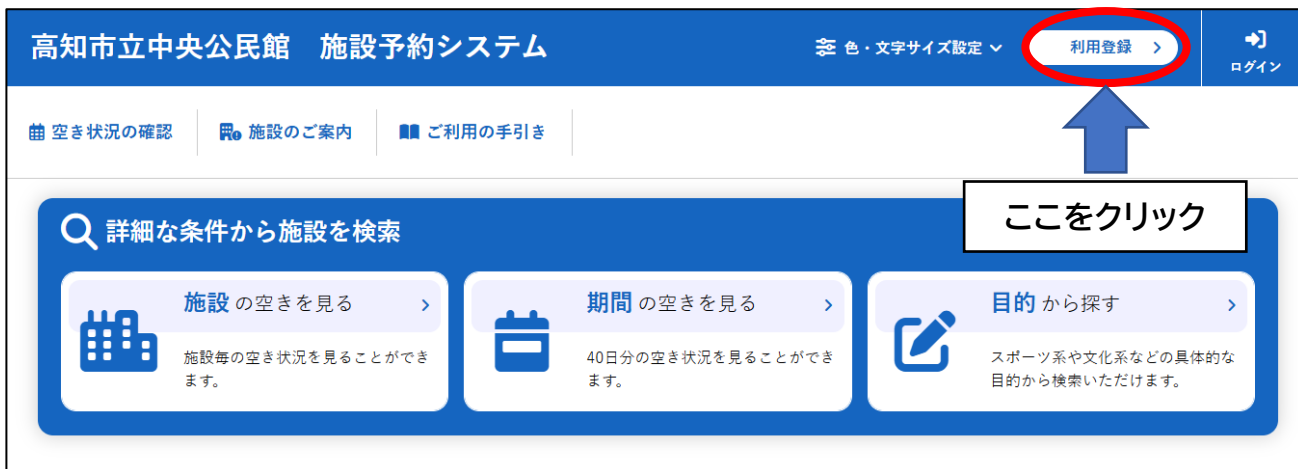 高知市立中央公民館　施設予約システム
色・文字サイズ設定
利用登録
ログイン
空き状況の確認
施設のご案内
ご利用の手引き
ここをクリック
詳細な条件から施設を検索
施設 の空きを見る
施設毎の空き状況を見ることができ
ます。
期間 の空きを見る
40日分の空き状況を見ることができ
ます。
目的 から探す
スポーツ系や文化系などの具体的な
目的から検索いただけます。